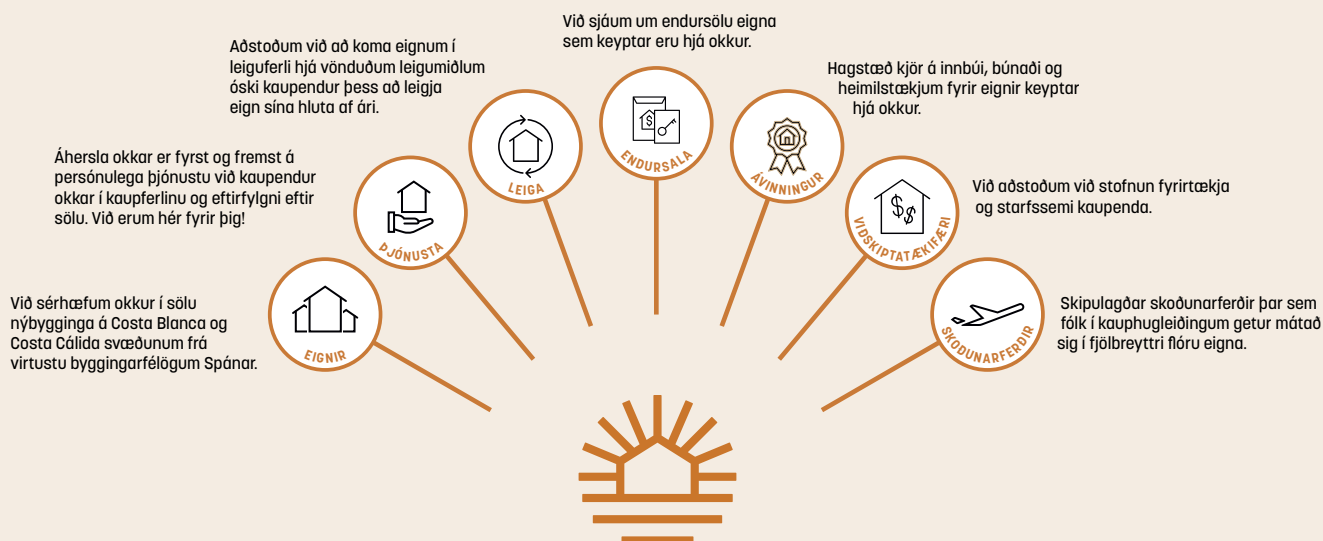 Við sérhæfum okkur í sölu
nýbygginga á Costa Blanca og
Costa Cálida svæðunum frá
virtustu byggingarfélögum Spánar.
EIGNIR
Áhersla okkar er fyrst og fremst á
persónulega þjónustu við kaupendur
okkar í kaupferlinu og eftirfylgni eftir
sölu. Við erum hér fyrir þig!
ÞJÓNUSTA
Aðstoðum við að koma eignum í
leiguferli hjá vönduðum leigumiðlum
óski kaupendur þess að leigja
eign sína hluta af ári.
LEIGA
Við sjáum um endursölu eigna
sem keyptar eru hjá okkur.
ENDURSALA
Hagstæð kjör á innbúi, búnaði og
heimilstækjum fyrir eignir keyptar
hjá okkur.
ÁVINNINGUR
Við aðstoðum við stofnun fyrirtækja
og starfssemi kaupenda.
VIÐSKIPTATÆKIFÆRI
Skipulagðar skoðunarferðir þar sem
fólk í kauphugleiðingum getur mátað
sig í fjölbreyttri flóru eigna.
SKOÐUNARFERÐIR